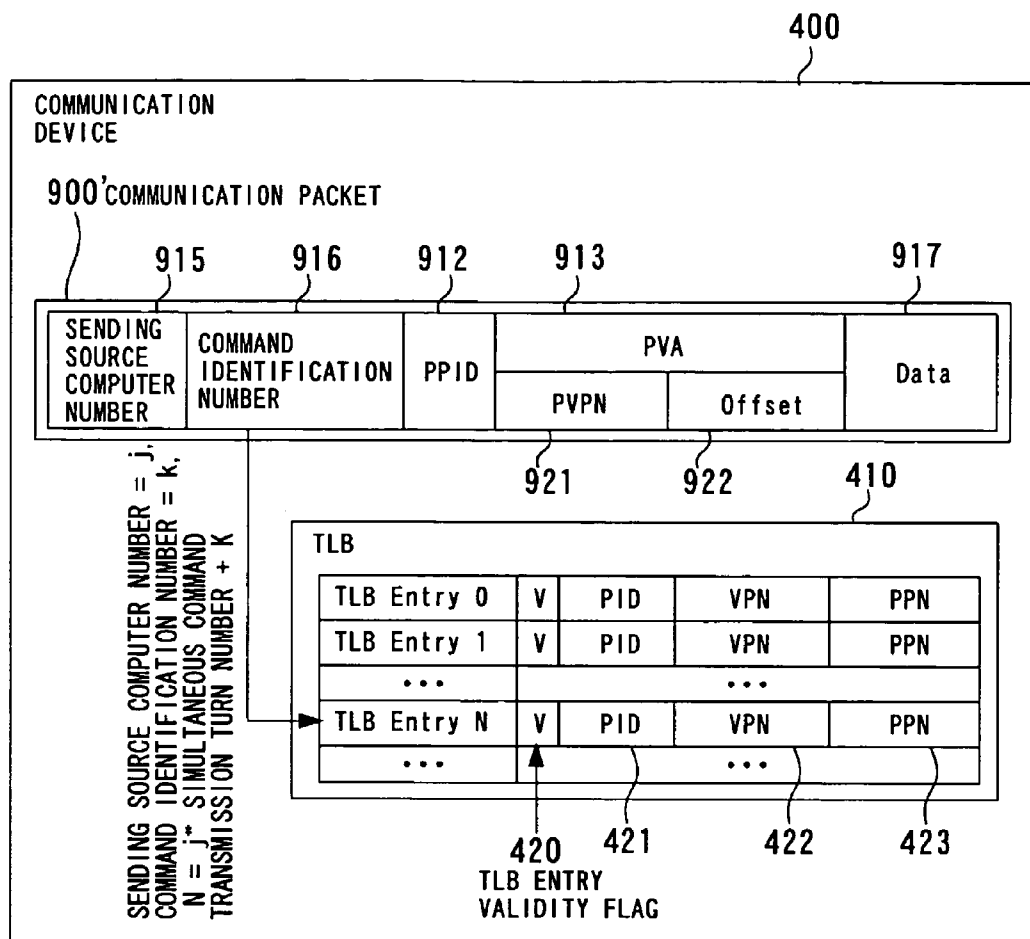 400
COMMUNICATION
DEVICE
900' COMMUNICATION PACKET
915 916 912 913 917
SENDING
SOURCE
COMPUTER
NUMBER
COMMAND
IDENTIFICATION
NUMBER
PPID
PVA
PVPN Offset
Data
921 922 410
SENDING SOURCE COMPUTER NUMBER = j,
COMMAND IDENTIFICATION NUMBER = k,
N = j* SIMULTANEOUS COMMAND
TRANSMISSION TURN NUMBER + K
TLB
TLB Entry 0 V PID VPN PPN
TLB Entry 1 V PID VPN PPN
... ...
TLB Entry N V PID VPN PPN
... ...
420 421 422 423
TLB ENTRY
VALIDITY FLAG